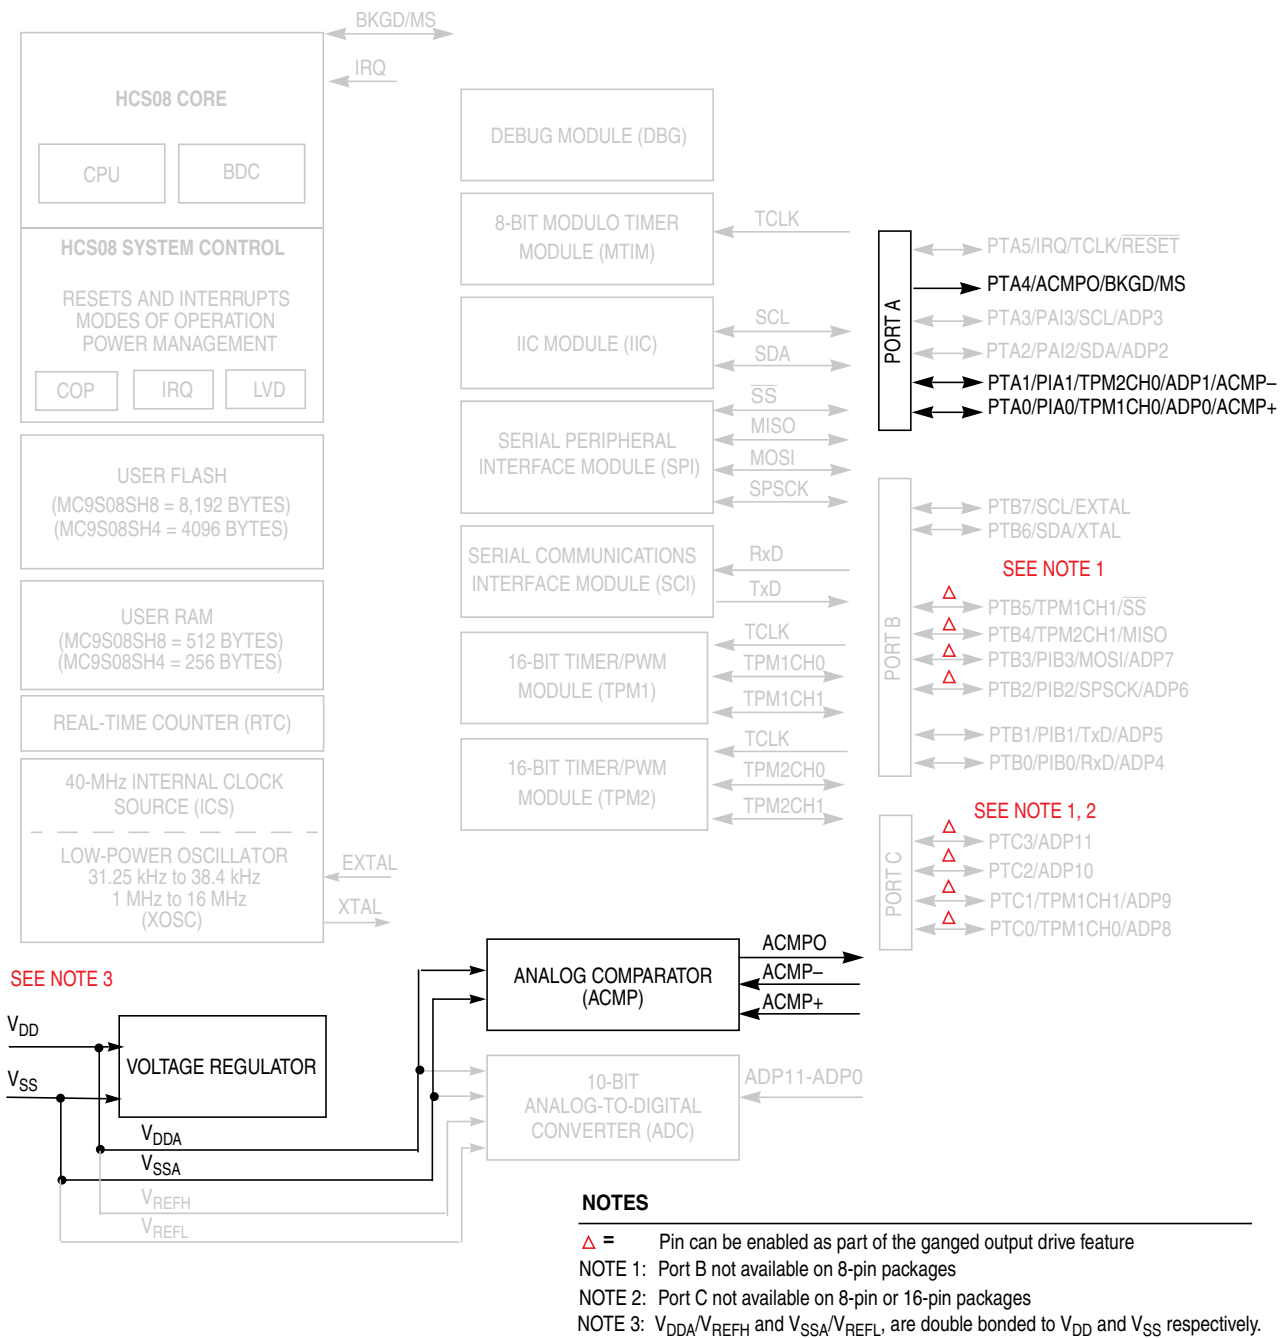 BKGD/MS
IRQ
HCS08 CORE
CPU
BDC
HCS08 SYSTEM CONTROL
RESETS AND INTERRUPTS
MODES OF OPERATION
POWER MANAGEMENT
COP
IRQ
LVD
USER FLASH
(MC9S08SH8 = 8,192 BYTES)
(MC9S08SH4 = 4096 BYTES)
USER RAM
(MC9S08SH8 = 512 BYTES)
(MC9S08SH4 = 256 BYTES)
REAL-TIME COUNTER (RTC)
40-MHz INTERNAL CLOCK
SOURCE (ICS)
LOW-POWER OSCILLATOR
31.25 kHz to 38.4 kHz
1 MHz to 16 MHz
(XOSC)
EXTAL
XTAL
DEBUG MODULE (DBG)
8-BIT MODULO TIMER
MODULE (MTIM)
TCLK
IIC MODULE (IIC)
SCL
SDA
SERIAL PERIPHERAL
INTERFACE MODULE (SPI)
SS
MISO
MOSI
SPSCK
SERIAL COMMUNICATIONS
INTERFACE MODULE (SCI)
RxD
TxD
16-BIT TIMER/PWM
MODULE (TPM1)
TCLK
TPM1CH0
TPM1CH1
16-BIT TIMER/PWM
MODULE (TPM2)
TCLK
TPM2CH0
TPM2CH1
PORT A
PTA5/IRQ/TCLK/RESET
PTA4/ACMPO/BKGD/MS
PTA3/PAI3/SCL/ADP3
PTA2/PAI2/SDA/ADP2
PTA1/PIA1/TPM2CH0/ADP1/ACMP–
PTA0/PIA0/TPM1CH0/ADP0/ACMP+
PORT B
PTB7/SCL/EXTAL
PTB6/SDA/XTAL
SEE NOTE 1
PTB5/TPM1CH1/SS
PTB4/TPM2CH1/MISO
PTB3/PIB3/MOSI/ADP7
PTB2/PIB2/SPSCK/ADP6
PTB1/PIB1/TxD/ADP5
PTB0/PIB0/RxD/ADP4
SEE NOTE 1, 2
PORT C
PTC3/ADP11
PTC2/ADP10
PTC1/TPM1CH1/ADP9
PTC0/TPM1CH0/ADP8
ANALOG COMPARATOR
(ACMP)
ACMPO
ACMP–
ACMP+
SEE NOTE 3
VDD
VSS
VOLTAGE REGULATOR
VDDA
VSSA
VREFH
VREFL
10-BIT
ANALOG-TO-DIGITAL
CONVERTER (ADC)
ADP11-ADP0
NOTES
△ = Pin can be enabled as part of the ganged output drive feature
NOTE 1: Port B not available on 8-pin packages
NOTE 2: Port C not available on 8-pin or 16-pin packages
NOTE 3: VDDA/VREFH and VSSA/VREFL, are double bonded to VDD and VSS respectively.